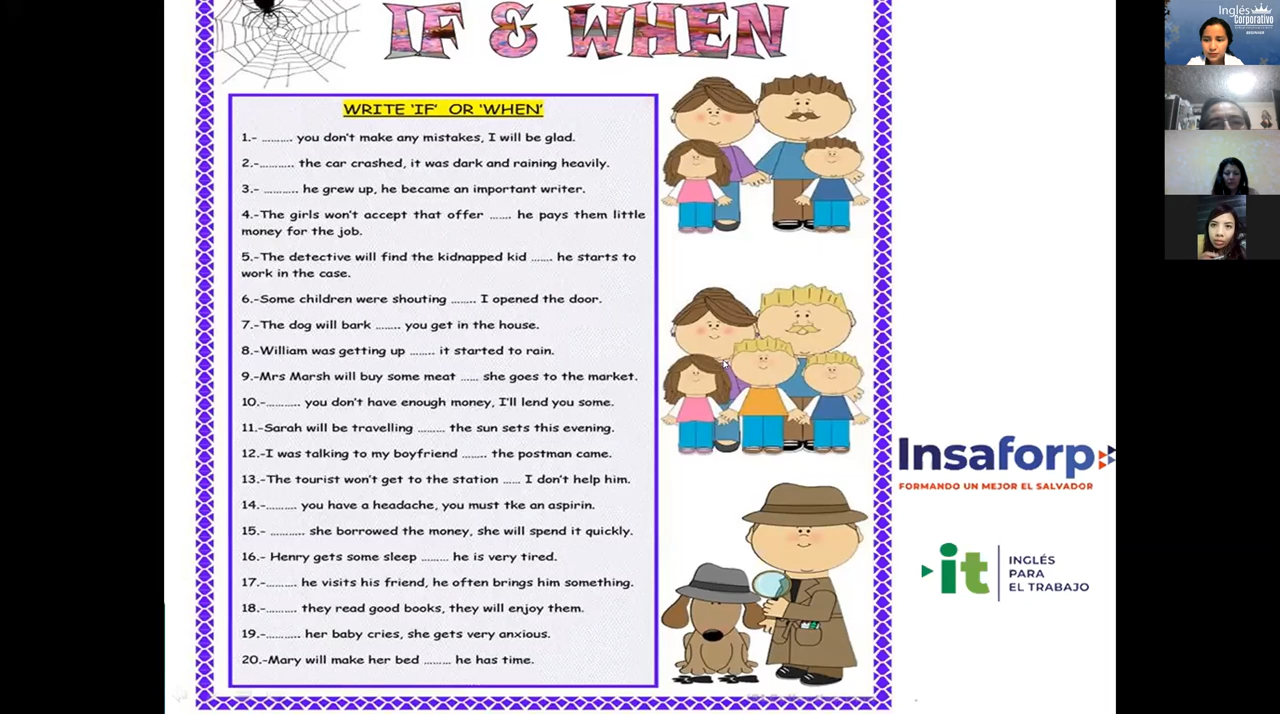 IF & WHEN
WRITE 'IF' OR 'WHEN'
1.- .......... you don't make any mistakes, I will be glad.
2.-........... the car crashed, it was dark and raining heavily.
3.- ........... he grew up, he became an important writer.
4.-The girls won't accept that offer ....... he pays them little
money for the job.
5.-The detective will find the kidnapped kid ....... he starts to
work in the case.
6.-Some children were shouting ........ I opened the door.
7.-The dog will bark ........ you get in the house.
8.-William was getting up ........ it started to rain.
9.-Mrs Marsh will buy some meat ...... she goes to the market.
10.-........... you don't have enough money, I'll lend you some.
11.-Sarah will be travelling ......... the sun sets this evening.
12.-I was talking to my boyfriend ........ the postman came.
13.-The tourist won't get to the station ...... I don't help him.
14.-.......... you have a headache, you must tke an aspirin.
15.- ........... she borrowed the money, she will spend it quickly.
16.- Henry gets some sleep ......... he is very tired.
17.-.......... he visits his friend, he often brings him something.
18.-.......... they read good books, they will enjoy them.
19.-........... her baby cries, she gets very anxious.
20.-Mary will make her bed ......... he has time.
Inglés
Corporativo
BEGINNER
Insaforp
FORMANDO UN MEJOR EL SALVADOR
it
INGLÉS
PARA
EL TRABAJO